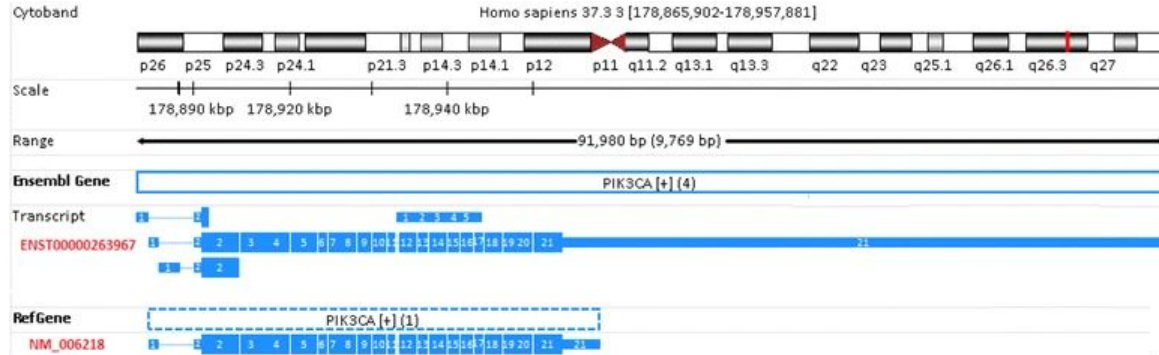 Cytoband Homo sapiens 37.3 3 [178,865,902-178,957,881]
p26 p25 p24.3 p24.1 p21.3 p14.3 p14.1 p12 p11 q11.2 q13.1 q13.3 q22 q23 q25.1 q26.1 q26.3 q27
Scale
178,890 kbp 178,920 kbp 178,940 kbp
Range 91,980 bp (9,769 bp)
Ensembl Gene PIK3CA [+] (4)
Transcript 1 1 2 3 4 5
ENST00000263967 1 2 3 4 5 6 7 8 9 10 11 12 13 14 15 16 17 18 19 20 21 21
1 2
RefGene PIK3CA [+] (1)
NM_006218 1 2 3 4 5 6 7 8 9 10 11 12 13 14 15 16 17 18 19 20 21 21